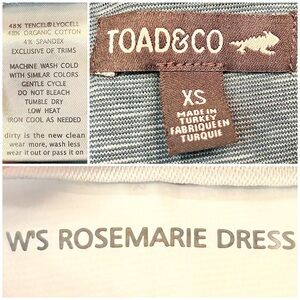 48% TENCEL® LYOCELL
48% ORGANIC COTTON
4% SPANDEX
EXCLUSIVE OF TRIMS
MACHINE WASH COLD
WITH SIMILAR COLORS
GENTLE CYCLE
DO NOT BLEACH
TUMBLE DRY
LOW HEAT
IRON COOL AS NEEDED
dirty is the new clean
wear more, wash less
wear it out or pass it on
TOAD&CO
XS
MADE IN
TURKEY
FABRIQUE EN
TURQUIE
W'S ROSEMARIE DRESS